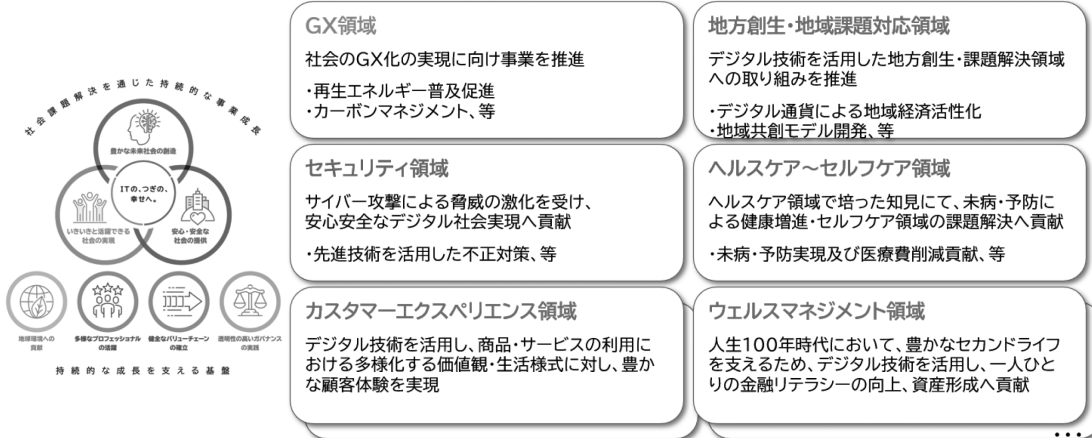 社会課題解決を通じた持続的な事業成長
豊かな未来社会の創造
ITの、つぎの、
幸せへ。
いきいきと活躍できる
社会の実現
安心・安全な
社会の提供
地球環境への
貢献
多様なプロフェッショナル
の活躍
健全なバリューチェーン
の確立
透明性の高いガバナンス
の実践
持続的な成長を支える基盤
GX領域
社会のGX化の実現に向け事業を推進
・再生エネルギー普及促進
・カーボンマネジメント、等
地方創生・地域課題対応領域
デジタル技術を活用した地方創生・課題解決領域
への取り組みを推進
・デジタル通貨による地域経済活性化
・地域共創モデル開発、等
セキュリティ領域
サイバー攻撃による脅威の激化を受け、
安心安全なデジタル社会実現へ貢献
・先進技術を活用した不正対策、等
ヘルスケア～セルフケア領域
ヘルスケア領域で培った知見にて、未病・予防に
よる健康増進・セルフケア領域の課題解決へ貢献
・未病・予防実現及び医療費削減貢献、等
カスタマーエクスペリエンス領域
デジタル技術を活用し、商品・サービスの利用に
おける多様化する価値観・生活様式に対し、豊か
な顧客体験を実現
ウェルスマネジメント領域
人生100年時代において、豊かなセカンドライフ
を支えるため、デジタル技術を活用し、一人ひと
りの金融リテラシーの向上、資産形成へ貢献
…